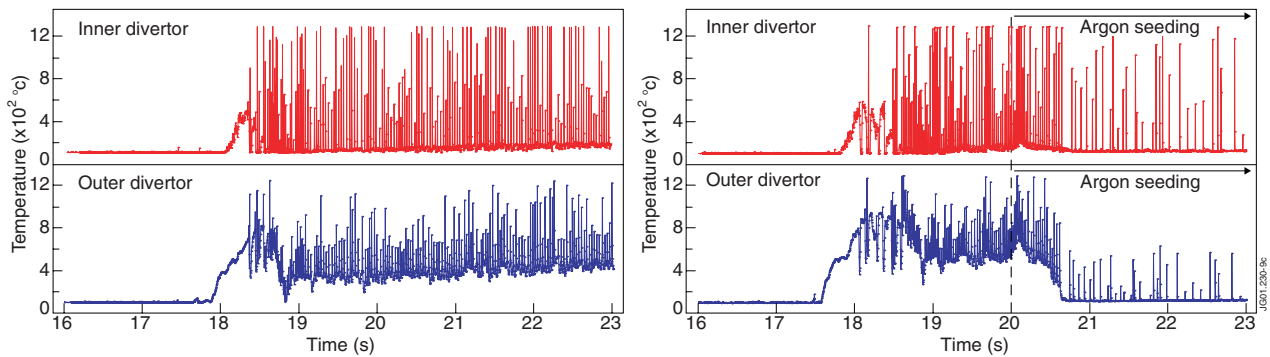 Inner divertor
12
8
4
0
Outer divertor
12
8
4
0
Temperature (x10² °c)
16 17 18 19 20 21 22 23
Time (s)
Inner divertor
Argon seeding
12
8
4
0
Outer divertor
Argon seeding
12
8
4
0
Temperature (x10² °c)
16 17 18 19 20 21 22 23
Time (s)
JG01.230-9c